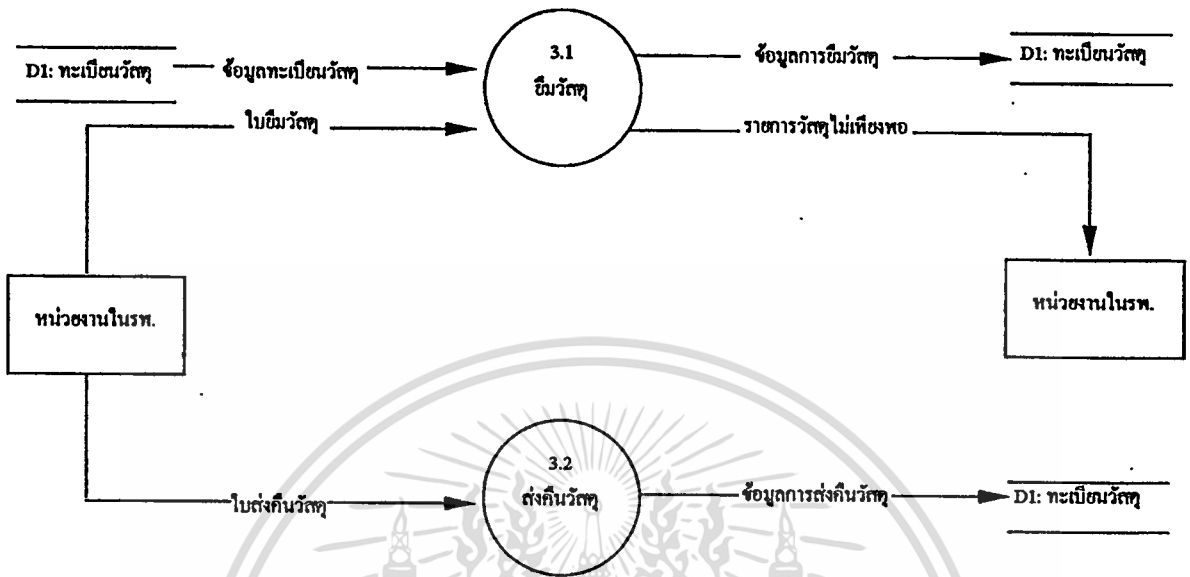 3.1
D1: ทะเบียนวัสดุ
ข้อมูลทะเบียนวัสดุ
ยืมวัสดุ
ข้อมูลการยืมวัสดุ
D1: ทะเบียนวัสดุ
ใบยืมวัสดุ
รายการวัสดุไม่เพียงพอ
หน่วยงานในรพ.
หน่วยงานในรพ.
3.2
ใบส่งคืนวัสดุ
ส่งคืนวัสดุ
ข้อมูลการส่งคืนวัสดุ
D1: ทะเบียนวัสดุ